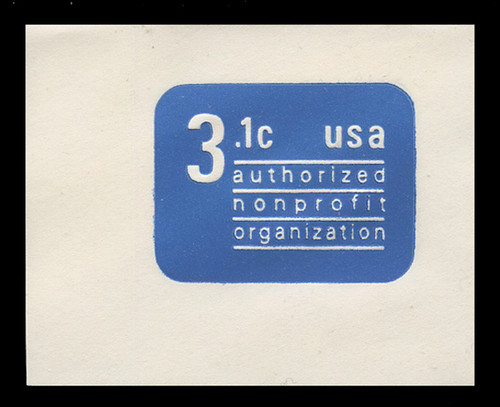 3.1c usa
authorized
nonprofit
organization